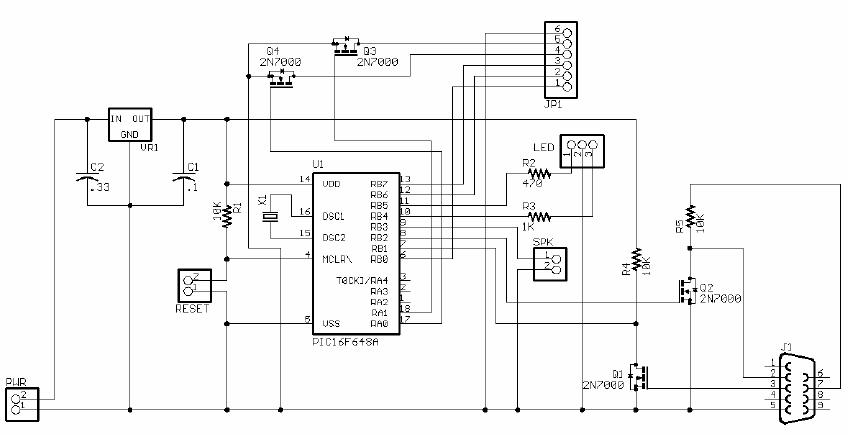 Q4
2N7000
Q3
2N7000
6
5
4
3
2
1
JP1
IN OUT
GND
VR1
C2
.33
C1
.1
10K
R1
U1
14 VDD RB7 13
RB6 12
RB5 11
16 OSC1 RB4 10
RB3 9
15 OSC2 RB2 8
RB1 7
4 MCLR\ RB0 6
T0CKI/RA4 3
RA3 2
RA2 1
RA1 18
5 VSS RA0 17
PIC16F648A
X1
LED
1 2 3
R2
470
R3
1K
SPK
1
2
RESET
2
1
R4
10K
R5
10K
Q2
2N7000
Q1
2N7000
J1
1
2
3
4
5
6
7
8
9
PWR
2
1